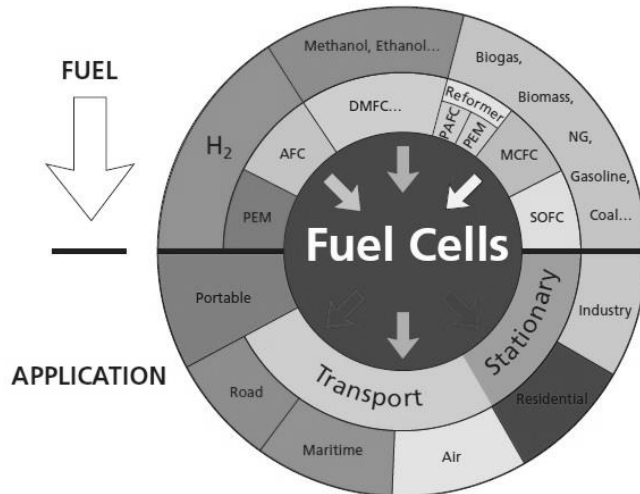 FUEL
Methanol, Ethanol...
Biogas,
Biomass,
NG,
Gasoline,
Coal...
H2
DMFC...
Reformer
PAFC
PEM
AFC
MCFC
PEM
SOFC
Fuel Cells
Portable
Stationary
Industry
APPLICATION
Transport
Road
Residential
Maritime
Air